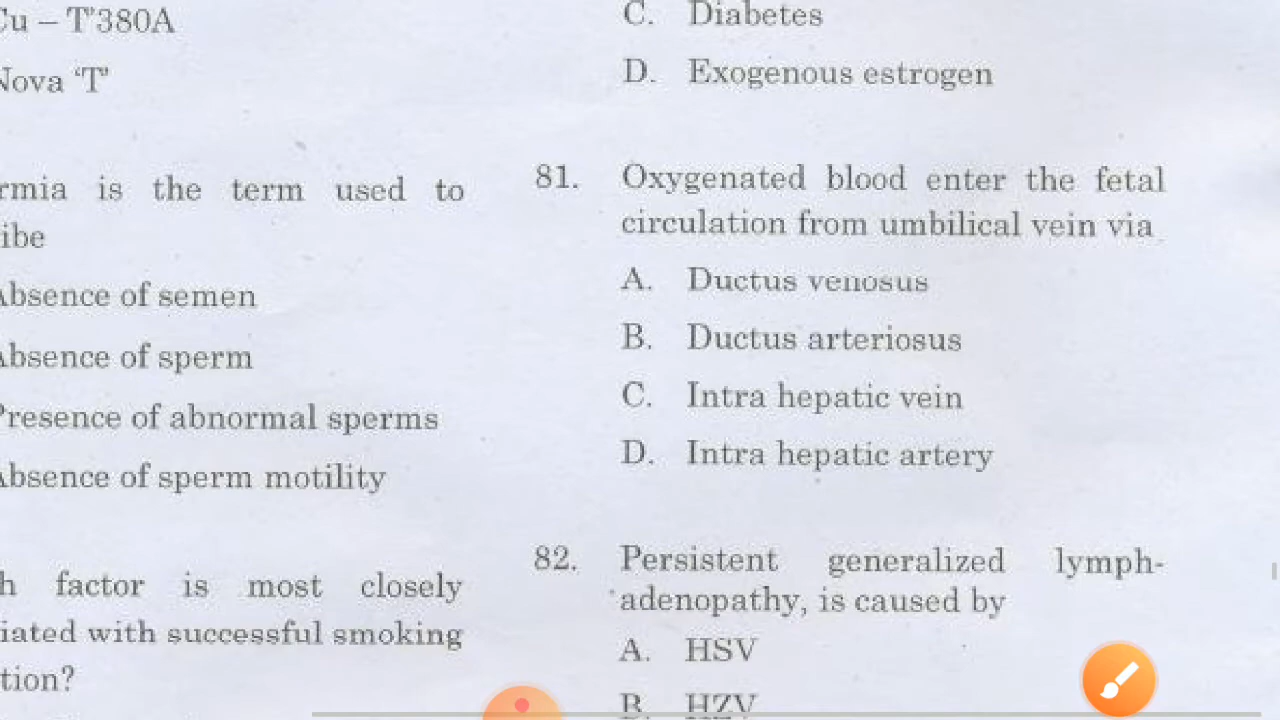 Cu – T'380A
Nova 'T'
rmia is the term used to
ibe
Absence of semen
Absence of sperm
Presence of abnormal sperms
Absence of sperm motility
h factor is most closely
iated with successful smoking
tion?
C. Diabetes
D. Exogenous estrogen
81. Oxygenated blood enter the fetal
circulation from umbilical vein via
A. Ductus venosus
B. Ductus arteriosus
C. Intra hepatic vein
D. Intra hepatic artery
82. Persistent generalized lymph-
adenopathy, is caused by
A. HSV
B. HZV